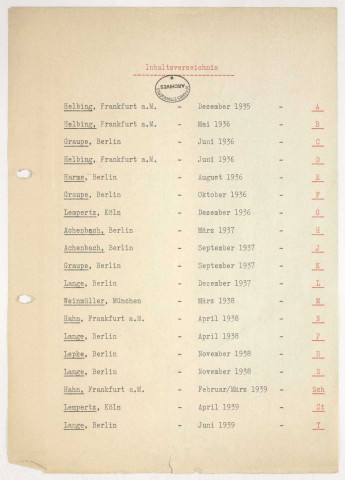 Inhaltsverzeichnis
ARCHIVES
Helbing, Frankfurt a.M. - Dezember 1935 - A
Helbing, Frankfurt a.M. - Mai 1936 - B
Graupe, Berlin - Juni 1936 - C
Helbing, Frankfurt a.M. - Juni 1936 - D
Harms, Berlin - August 1936 - E
Graupe, Berlin - Oktober 1936 - F
Lempertz, Köln - Dezember 1936 - G
Achenbach, Berlin - März 1937 - H
Achenbach, Berlin - September 1937 - J
Graupe, Berlin - September 1937 - K
Lange, Berlin - Dezember 1937 - L
Weinmüller, München - März 1938 - M
Hahn, Frankfurt a.M. - April 1938 - N
Lange, Berlin - April 1938 - P
Lepke, Berlin - November 1938 - R
Lange, Berlin - November 1938 - S
Hahn, Frankfurt a.M. - Februar/März 1939 - Sch
Lempertz, Köln - April 1939 - St
Lange, Berlin - Juni 1939 - T